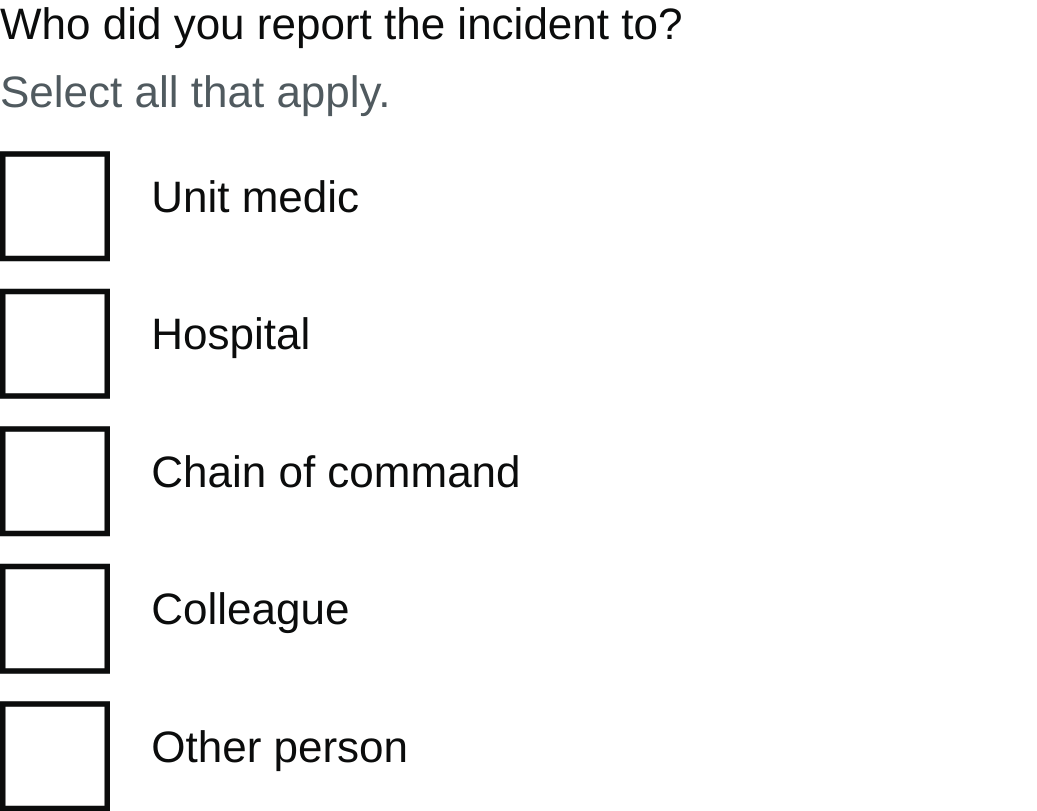 Who did you report the incident to?
Select all that apply.
Unit medic
Hospital
Chain of command
Colleague
Other person